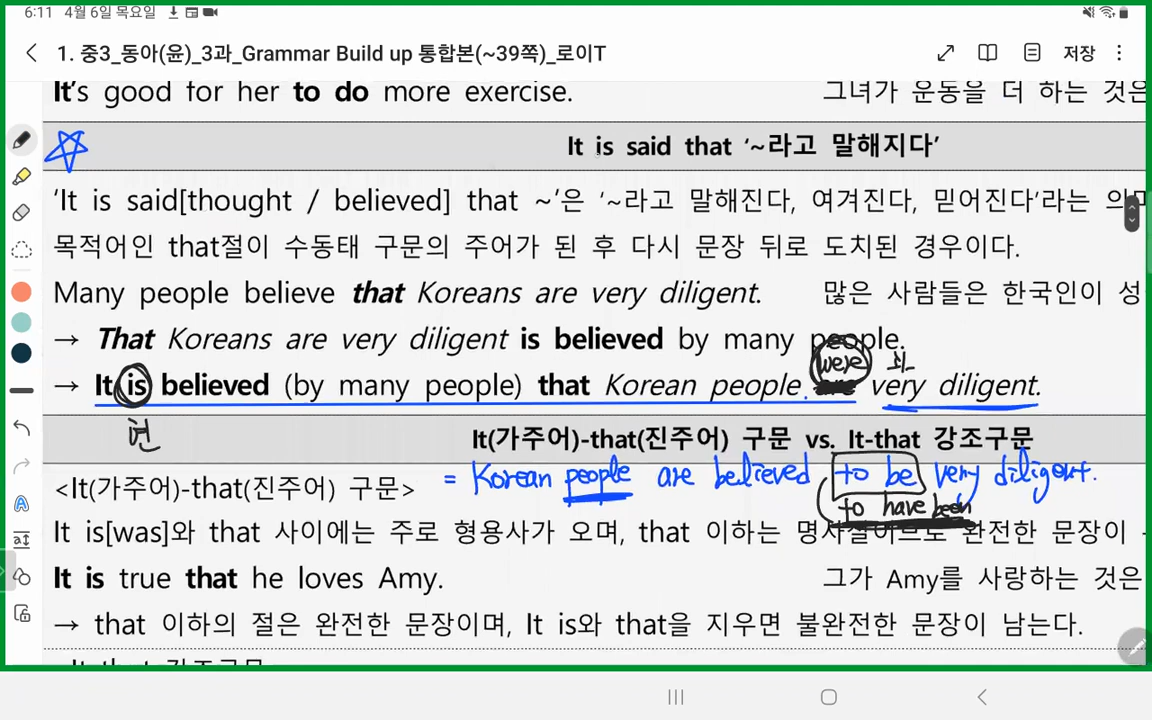 6:11 4월 6일 목요일
1. 중3_동아(윤)_3과_Grammar Build up 통합본(~39쪽)_로이T
저장
It's good for her to do more exercise. 그녀가 운동을 더 하는 것은
It is said that '~라고 말해지다'
'It is said[thought / believed] that ~'은 '~라고 말해진다, 여겨진다, 믿어진다'라는 의미
목적어인 that절이 수동태 구문의 주어가 된 후 다시 문장 뒤로 도치된 경우이다.
Many people believe that Koreans are very diligent. 많은 사람들은 한국인이 성
→ That Koreans are very diligent is believed by many people.
were 과
→ It is believed (by many people) that Korean people are very diligent.
현
It(가주어)-that(진주어) 구문 vs. It-that 강조구문
= Korean people are believed to be very diligent.
<It(가주어)-that(진주어) 구문>
to have been
It is[was]와 that 사이에는 주로 형용사가 오며, that 이하는 명사절이므로 완전한 문장이
It is true that he loves Amy. 그가 Amy를 사랑하는 것은
→ that 이하의 절은 완전한 문장이며, It is와 that을 지우면 불완전한 문장이 남는다.